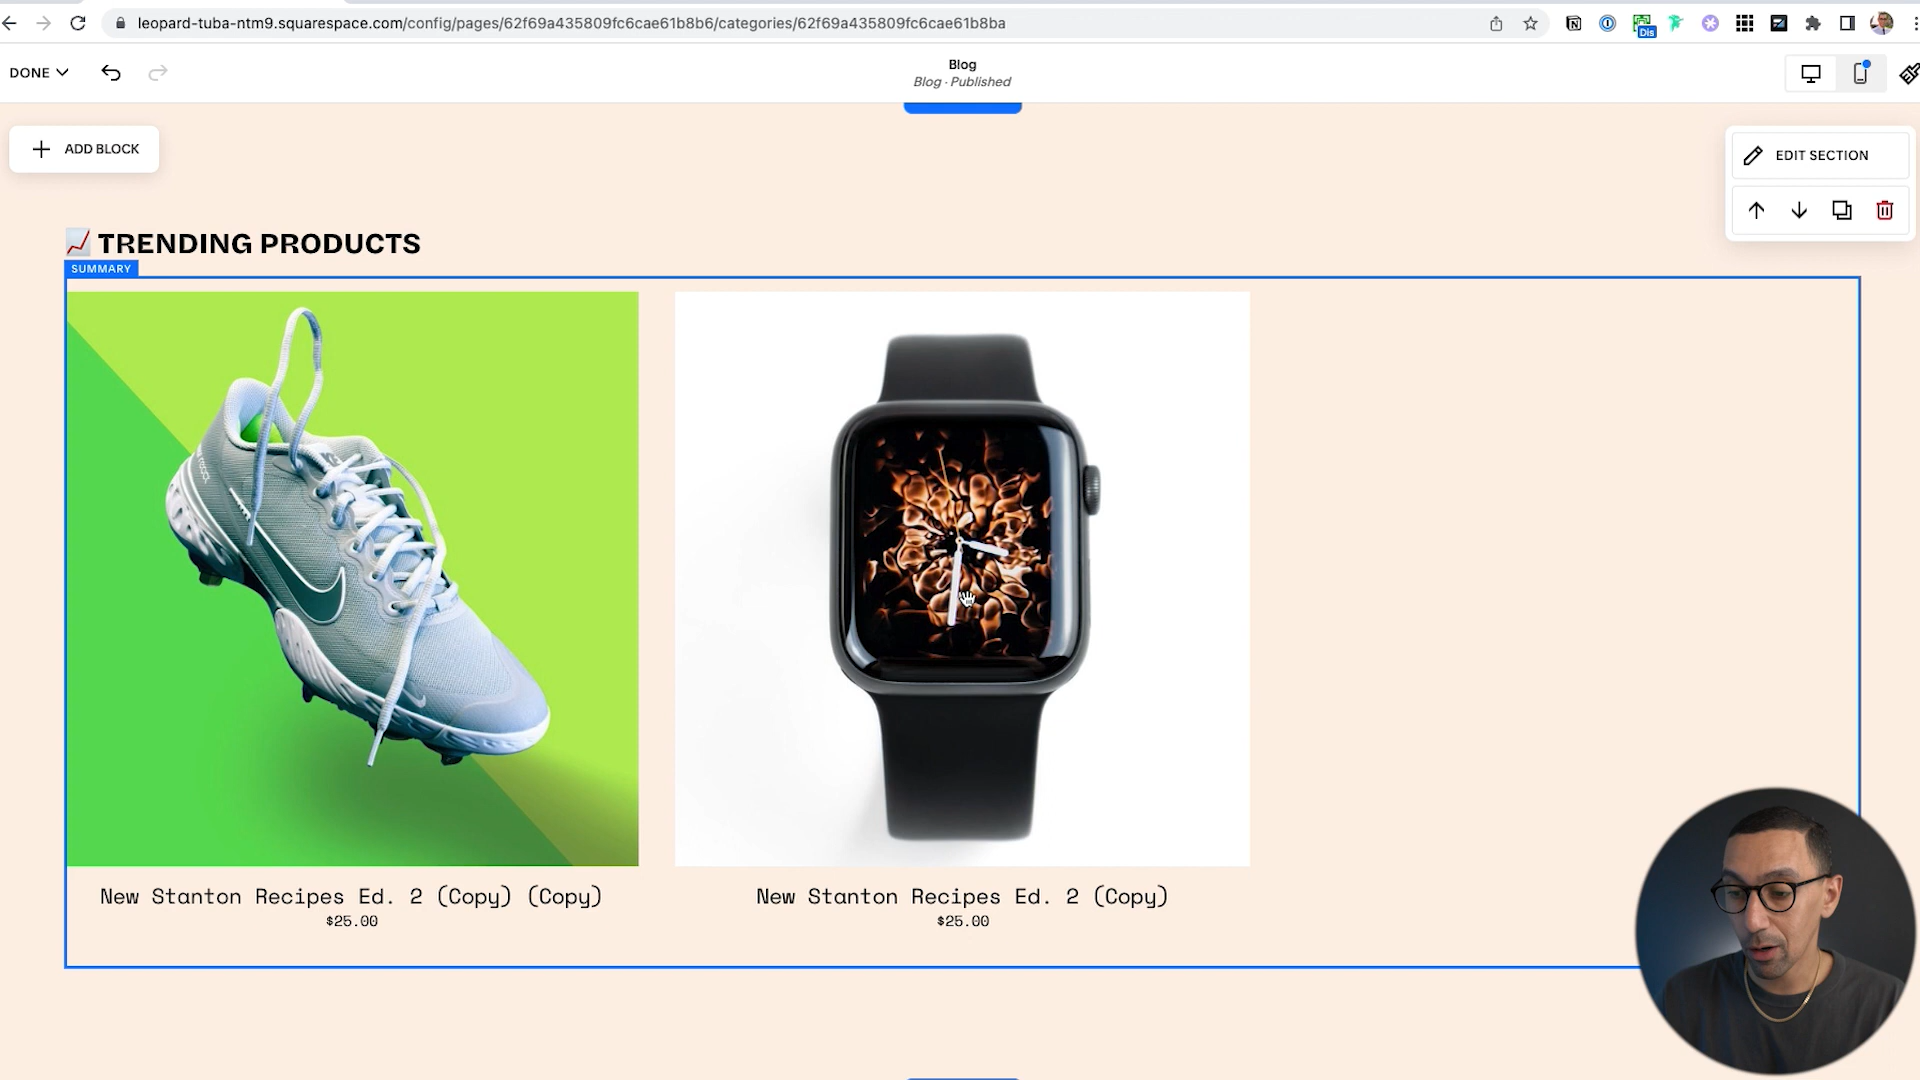 leopard-tuba-ntm9.squarespace.com/config/pages/62f69a435809fc6cae61b8b6/categories/62f69a435809fc6cae61b8ba
Dis
DONE
Blog
Blog · Published
ADD BLOCK
EDIT SECTION
📈 TRENDING PRODUCTS
SUMMARY
New Stanton Recipes Ed. 2 (Copy) (Copy)
$25.00
New Stanton Recipes Ed. 2 (Copy)
$25.00